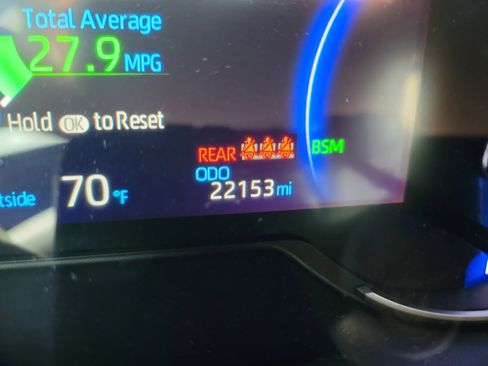 Total Average
27.9 MPG
Hold OK to Reset
REAR
BSM
ODO
tside 70 °F
22153 mi